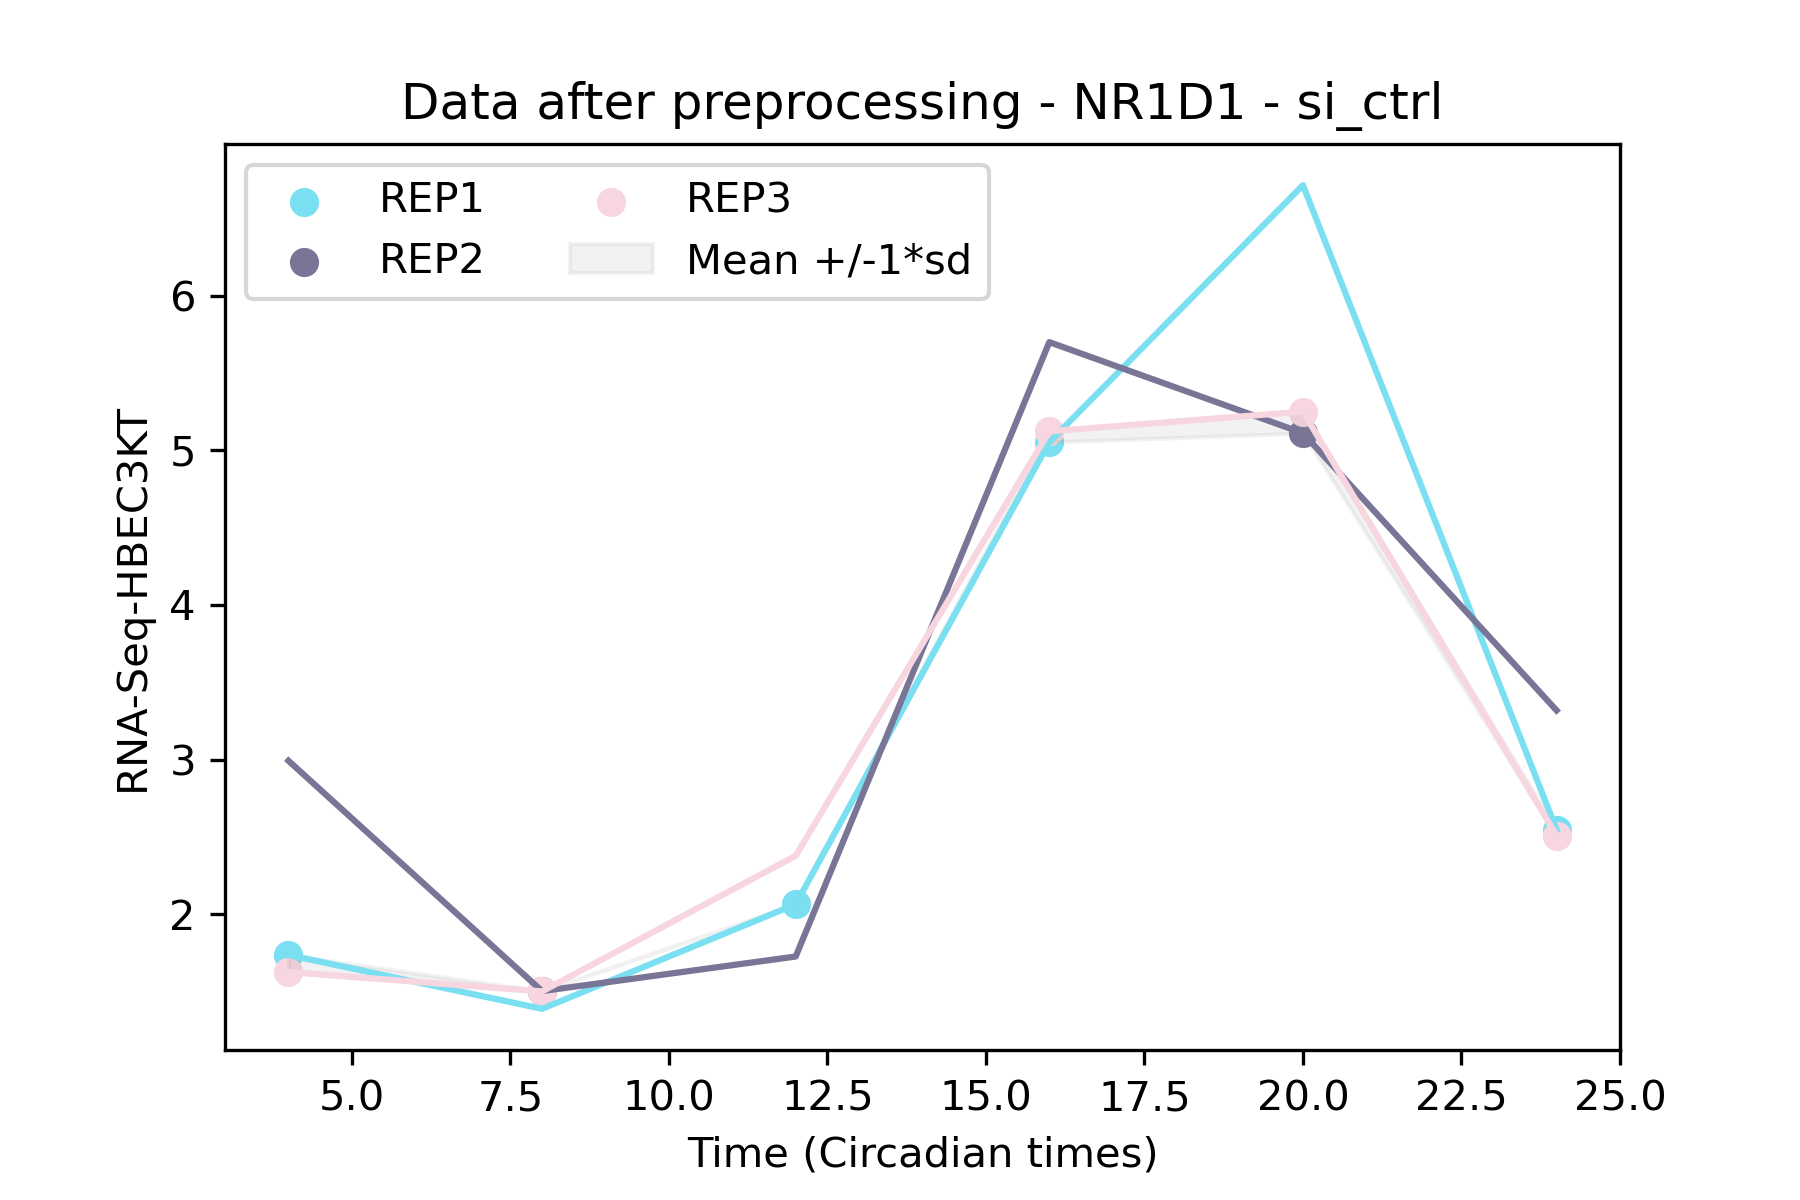 Data after preprocessing - NR1D1 - si_ctrl
REP1
REP2
REP3
Mean +/-1*sd
RNA-Seq-HBEC3KT
6
5
4
3
2
5.0 7.5 10.0 12.5 15.0 17.5 20.0 22.5 25.0
Time (Circadian times)